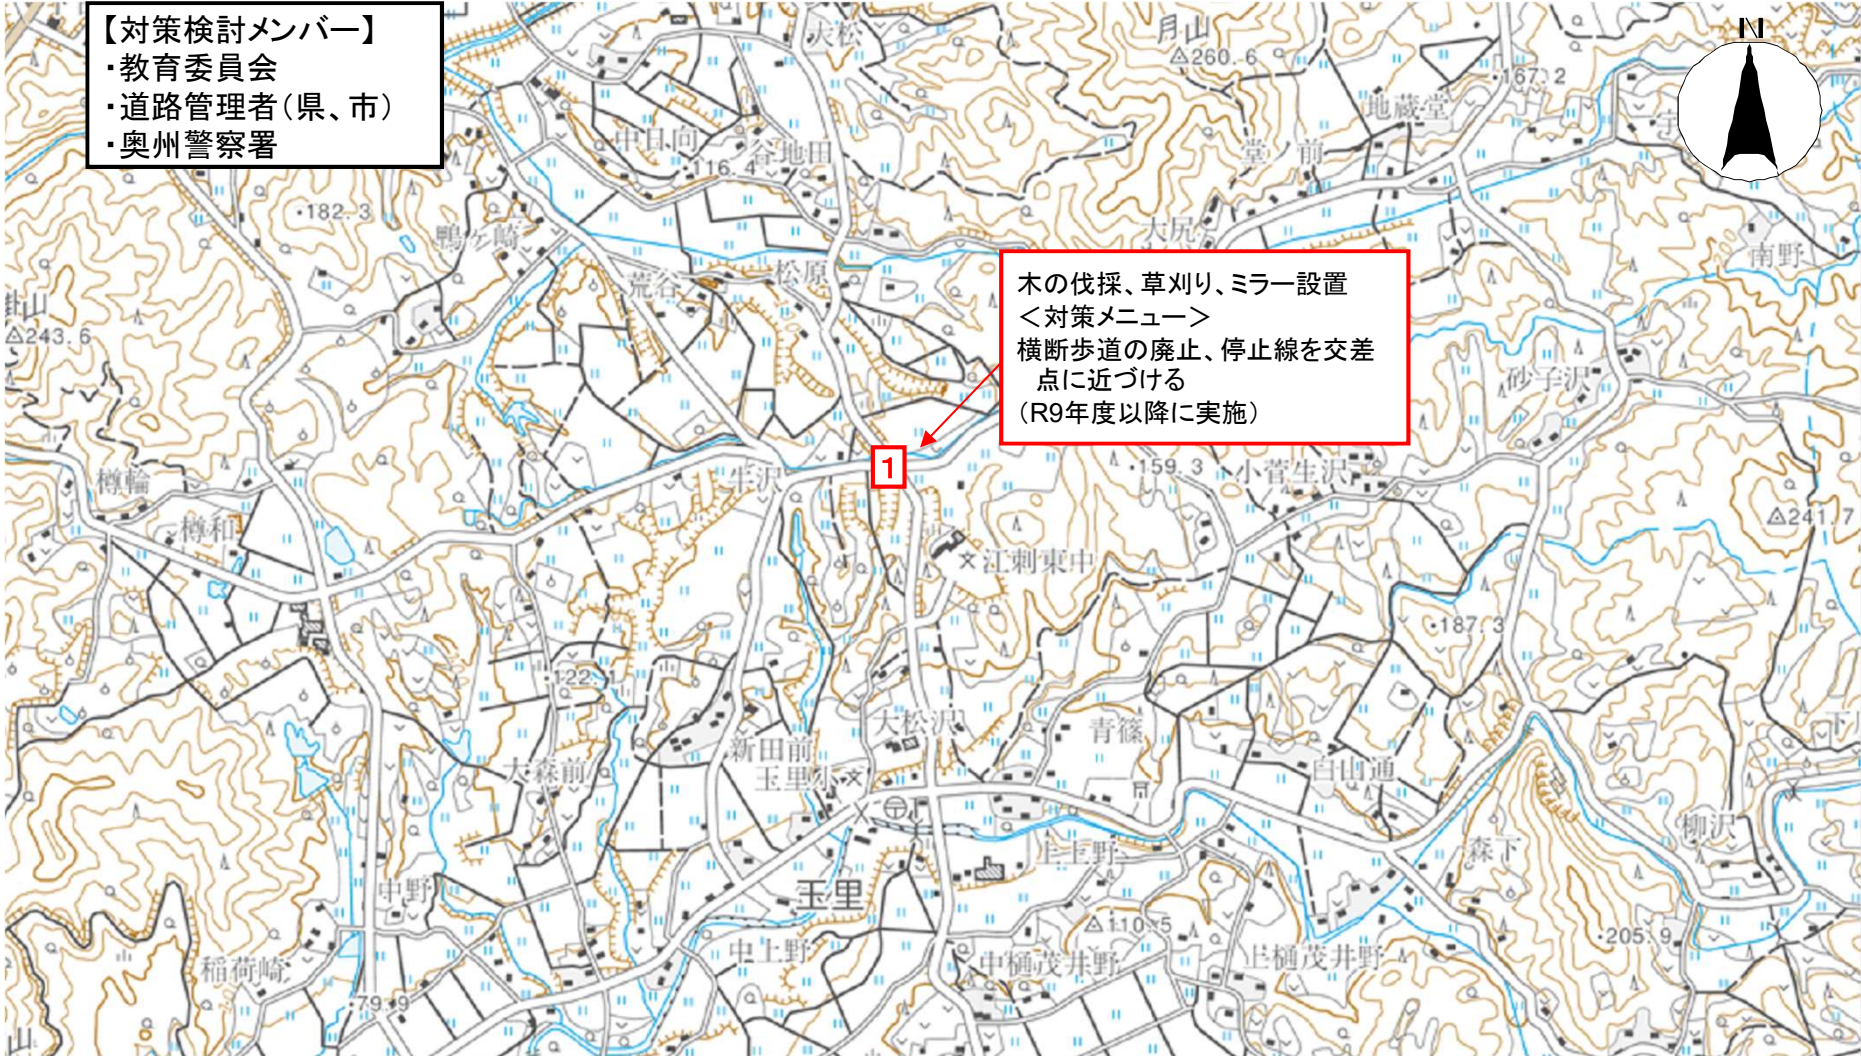 【対策検討メンバー】
・教育委員会
・道路管理者(県、市)
・奥州警察署
N
大松
月山
△260.6
・167.2
地蔵堂
中日向
谷地田
・116.4
堂ノ前
・182.3
鴨ヶ崎
大尻
南野
荒谷
松原
山
△243.6
木の伐採、草刈り、ミラー設置
<対策メニュー>
横断歩道の廃止、停止線を交差
点に近づける
(R9年度以降に実施)
砂子沢
1
樽輪
牛沢
・159.3
小菅生沢
△241.7
樽和
江刺東中
・187.3
・122.1
大松沢
青篠
新田前
玉里小
大森前
白山通
柳沢
上上野
森下
中野
玉里
△110.5
・205.9
稲荷崎
中上野
中樋茂井野
上樋茂井野
・79.9
山